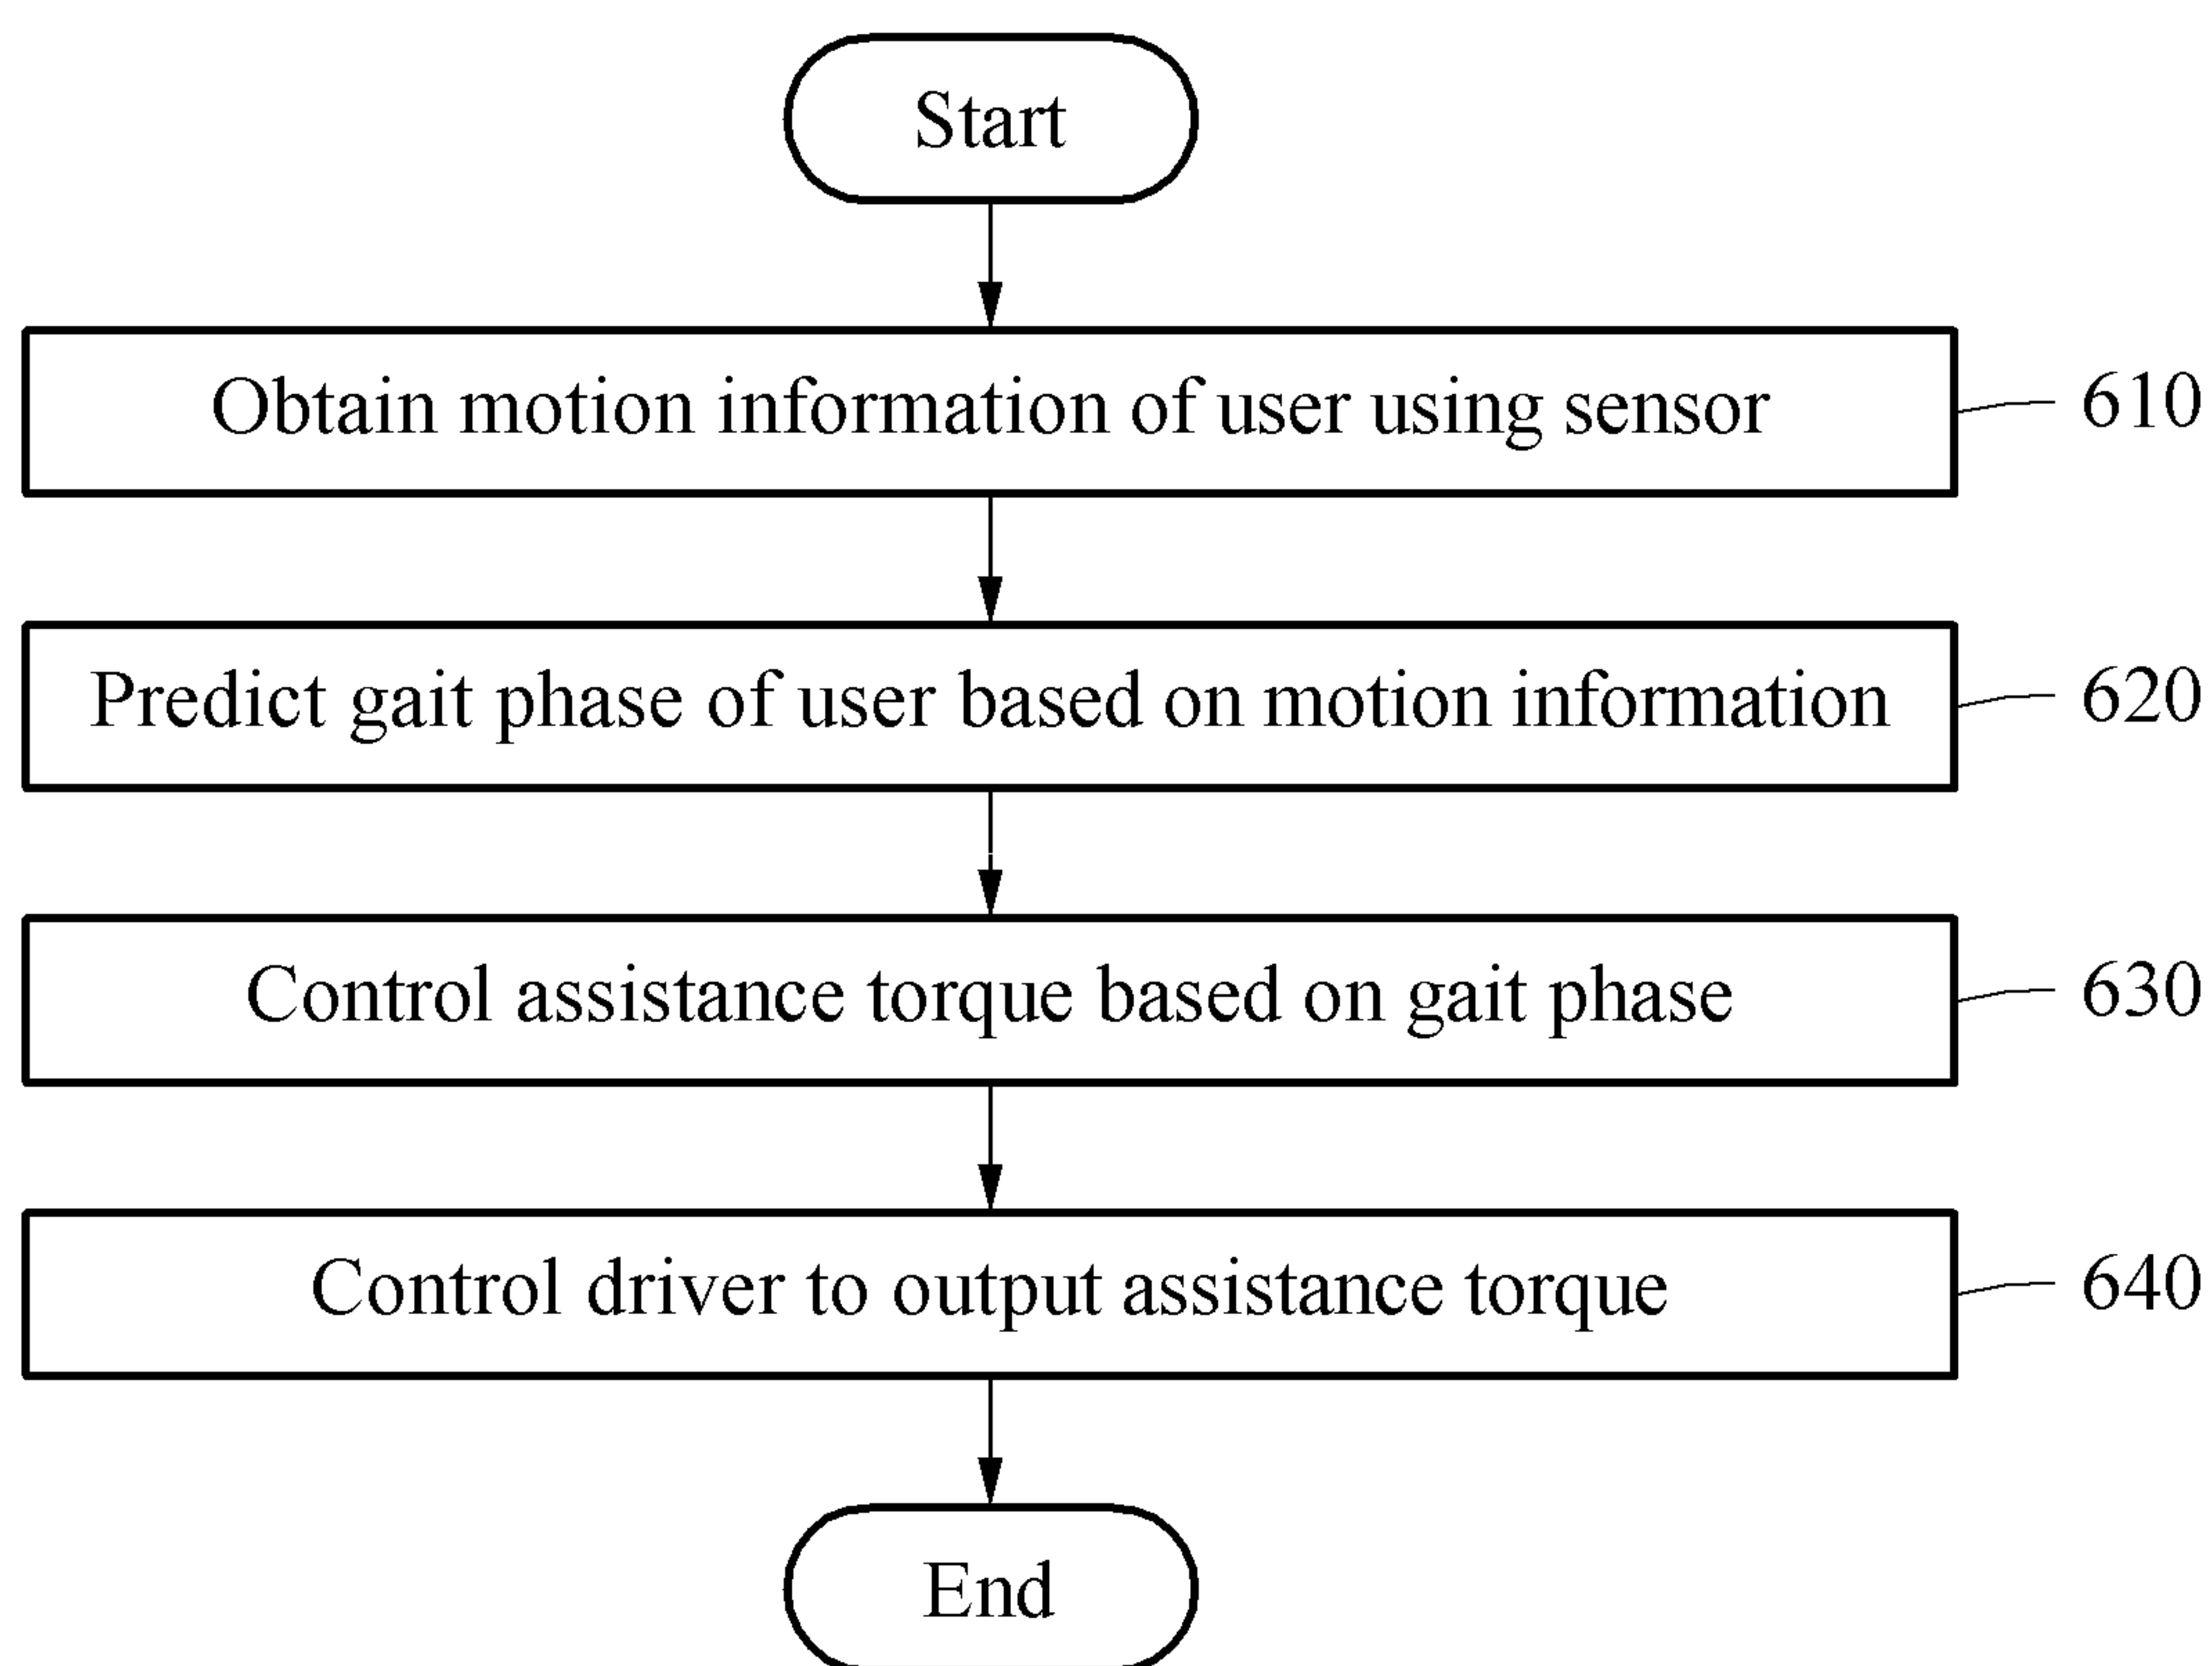 Start
Obtain motion information of user using sensor
610
Predict gait phase of user based on motion information
620
Control assistance torque based on gait phase
630
Control driver to output assistance torque
640
End